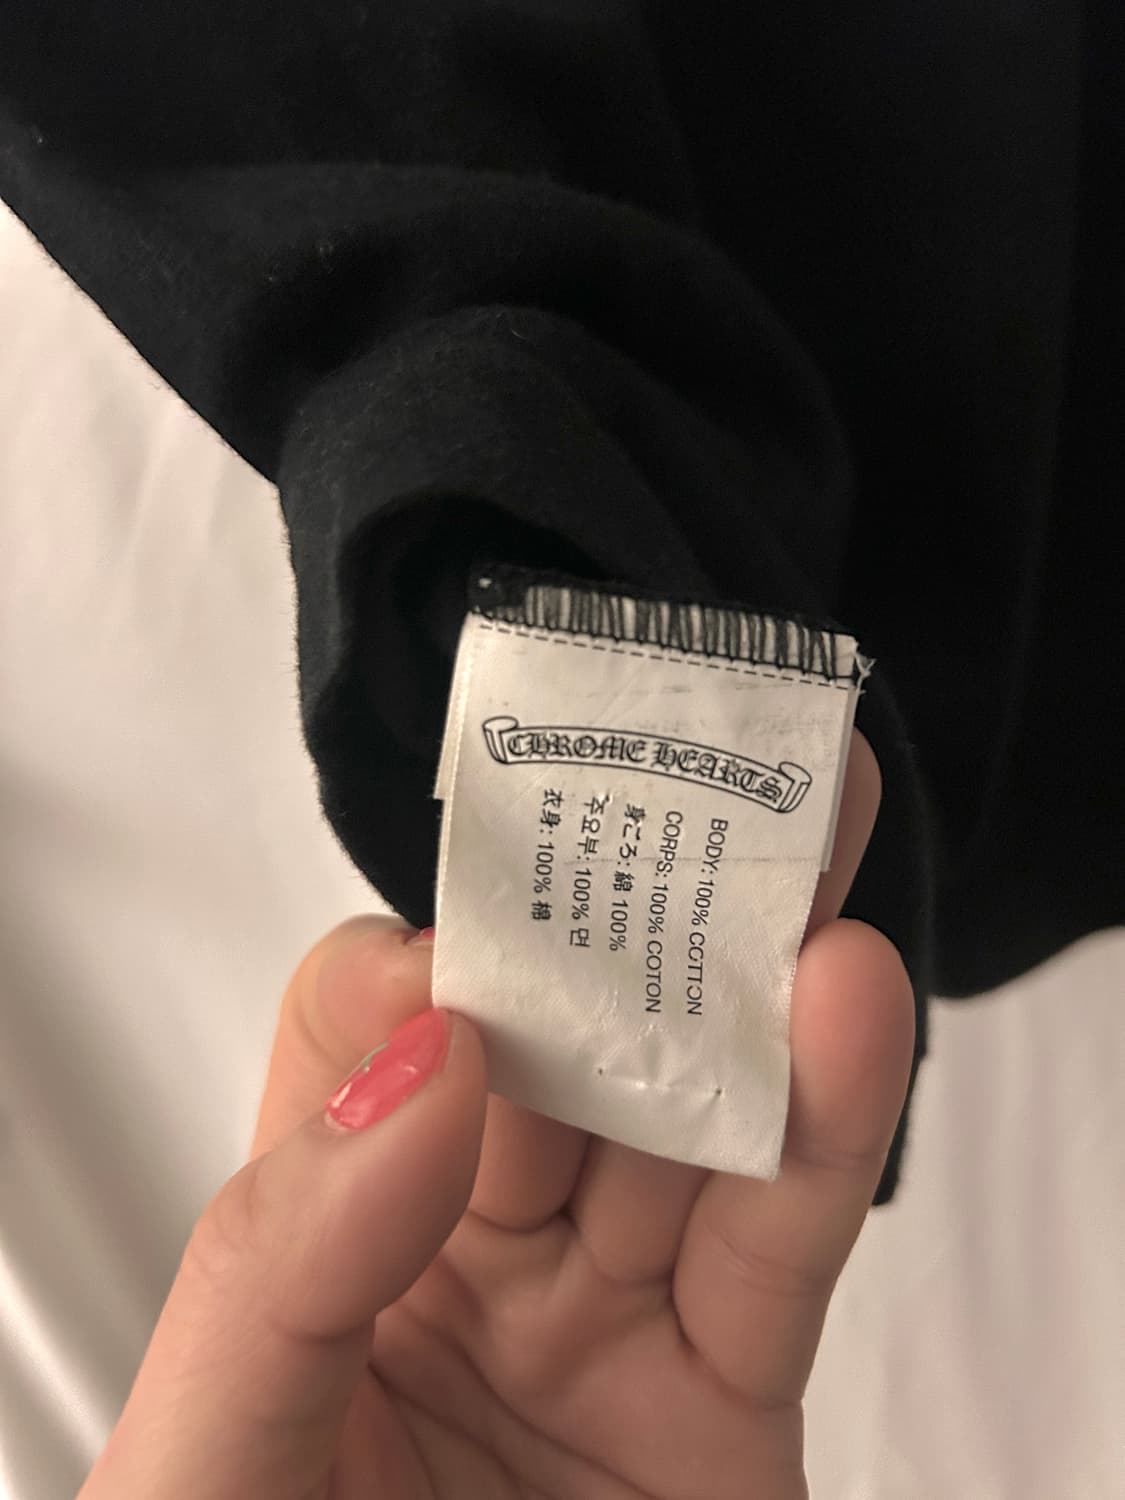 CHROME HEARTS
BODY: 100% COTTON
CORPS: 100% COTON
身ごろ: 綿 100%
주요부: 100% 면
衣身: 100% 棉